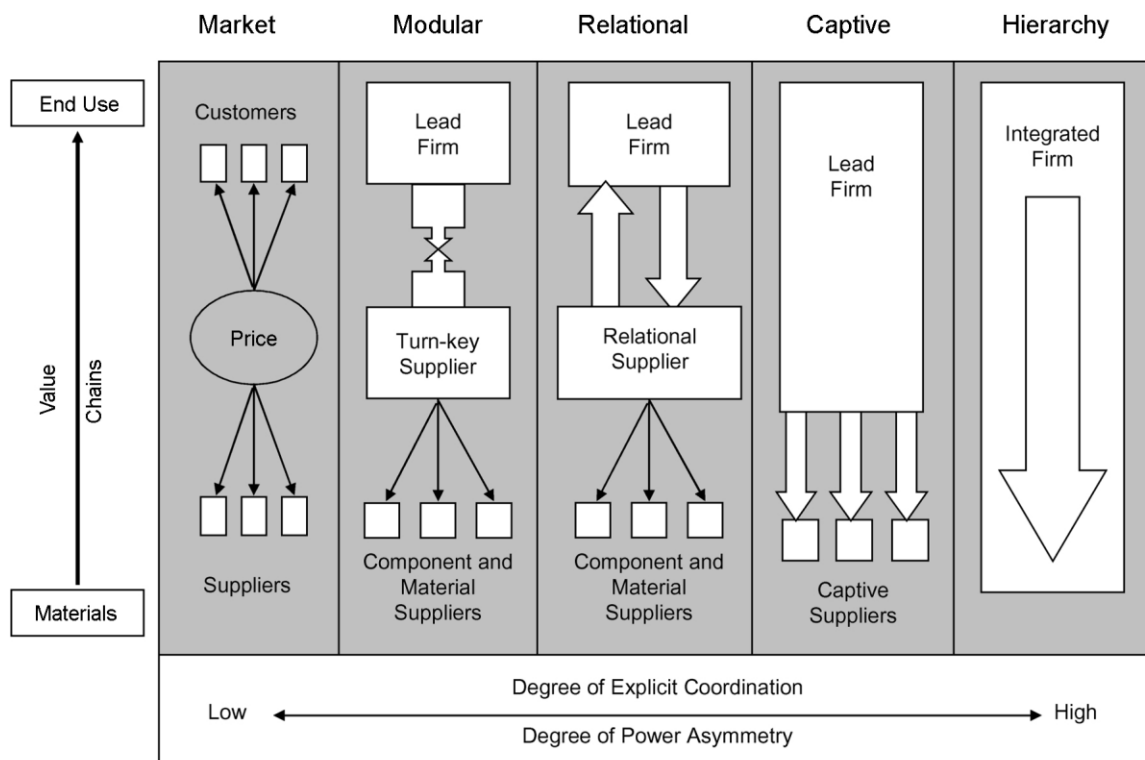 Market
Modular
Relational
Captive
Hierarchy
End Use
Value
Chains
Materials
Customers
Price
Suppliers
Lead
Firm
Turn-key
Supplier
Component and
Material
Suppliers
Lead
Firm
Relational
Supplier
Component and
Material
Suppliers
Lead
Firm
Captive
Suppliers
Integrated
Firm
Degree of Explicit Coordination
Low
High
Degree of Power Asymmetry